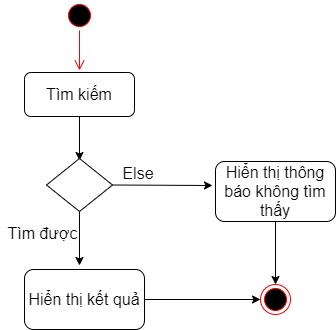 Tìm kiếm
Else
Hiển thị thông
báo không tìm
thấy
Tìm được
Hiển thị kết quả